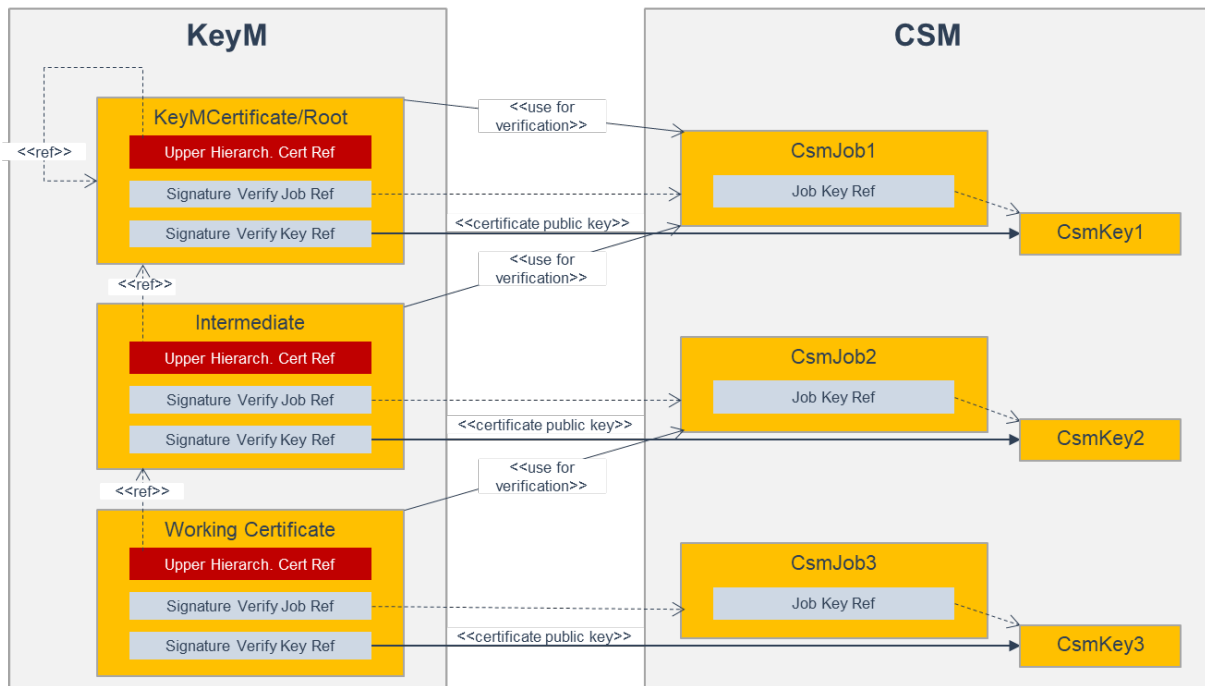 KeyM
CSM
KeyMCertificate/Root
Upper Hierarch. Cert Ref
Signature Verify Job Ref
Signature Verify Key Ref
<<ref>>
<<use for
verification>>
CsmJob1
Job Key Ref
<<certificate public key>>
CsmKey1
<<use for
verification>>
<<ref>>
Intermediate
Upper Hierarch. Cert Ref
Signature Verify Job Ref
Signature Verify Key Ref
CsmJob2
Job Key Ref
<<certificate public key>>
CsmKey2
<<use for
verification>>
<<ref>>
Working Certificate
Upper Hierarch. Cert Ref
Signature Verify Job Ref
Signature Verify Key Ref
CsmJob3
Job Key Ref
<<certificate public key>>
CsmKey3